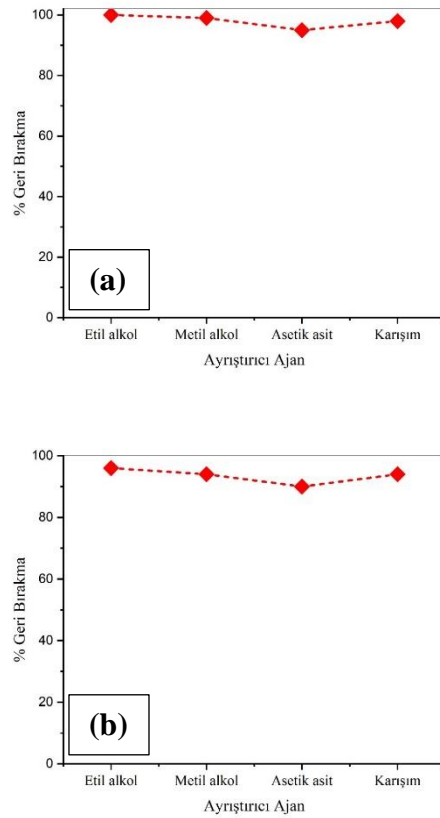 100
80
60
40
20
0
% Geri Bırakma
(a)
Etil alkol Metil alkol Asetik asit Karışım
Ayrıştırıcı Ajan
100
80
60
40
20
0
% Geri Bırakma
(b)
Etil alkol Metil alkol Asetik asit Karışım
Ayrıştırıcı Ajan